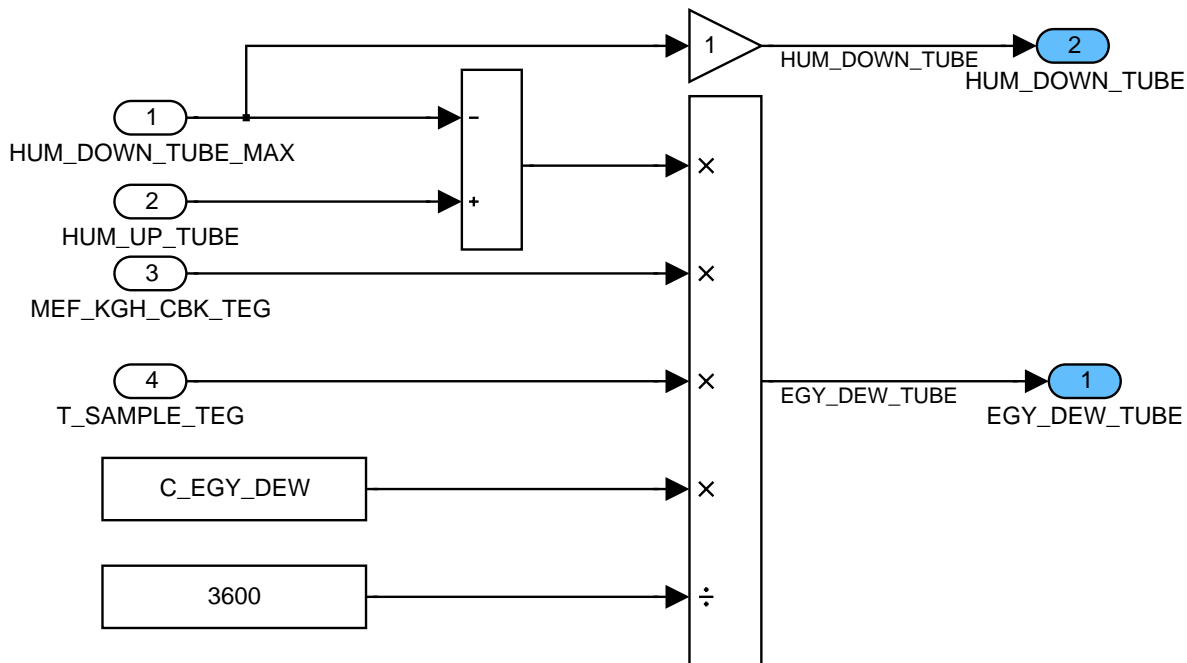 1
HUM_DOWN_TUBE
2
HUM_DOWN_TUBE
1
HUM_DOWN_TUBE_MAX
-
+
2
HUM_UP_TUBE
×
3
MEF_KGH_CBK_TEG
×
4
T_SAMPLE_TEG
×
EGY_DEW_TUBE
1
EGY_DEW_TUBE
C_EGY_DEW
×
3600
÷